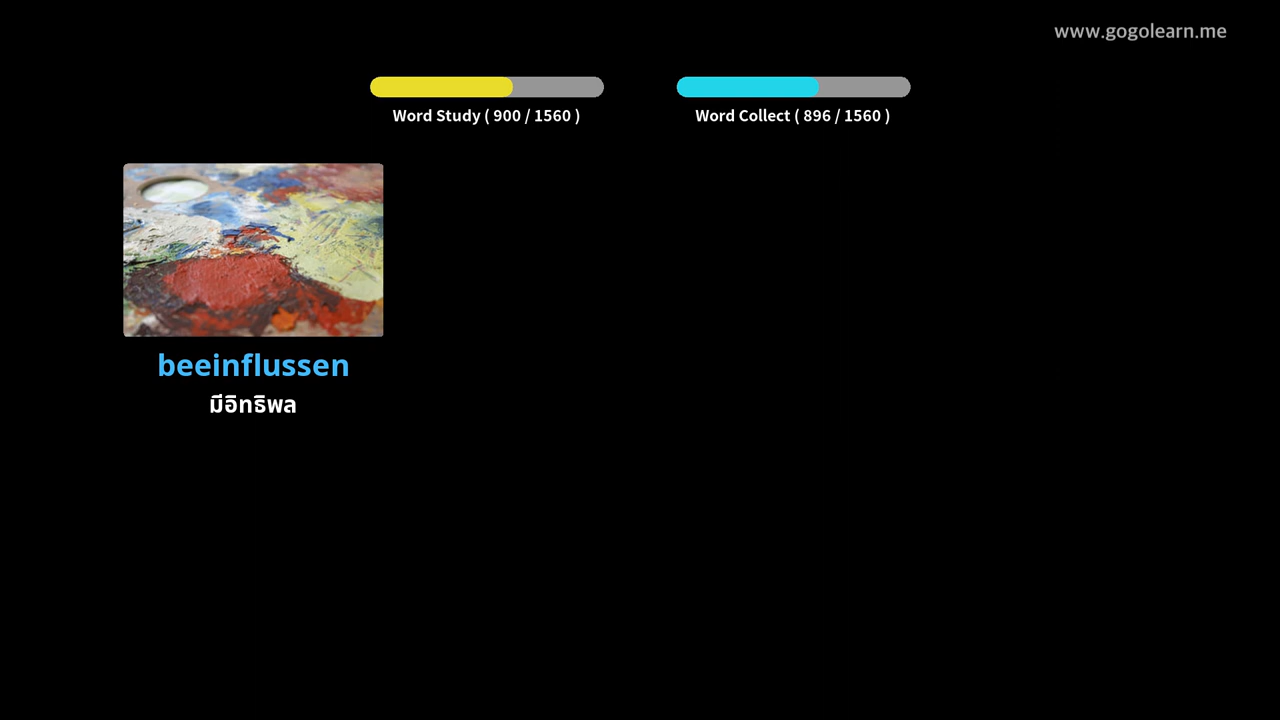 www.gogolearn.me
Word Study ( 900 / 1560 )
Word Collect ( 896 / 1560 )
beeinflussen
มีอิทธิพล